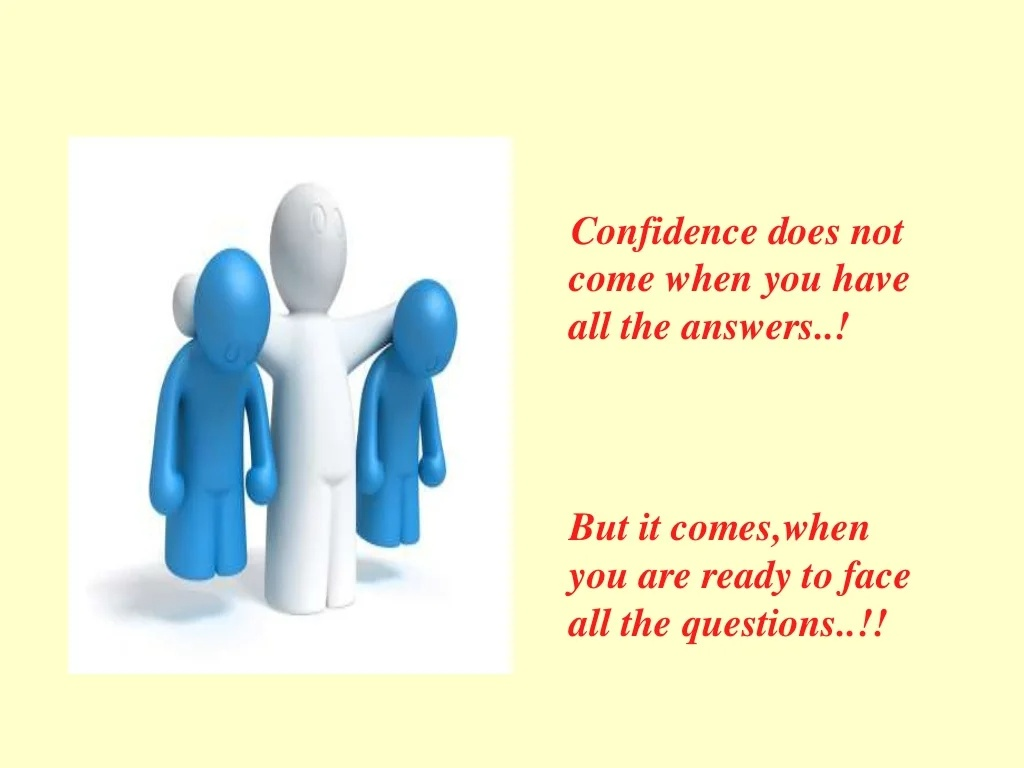 Confidence does not
come when you have
all the answers..!
But it comes,when
you are ready to face
all the questions..!!